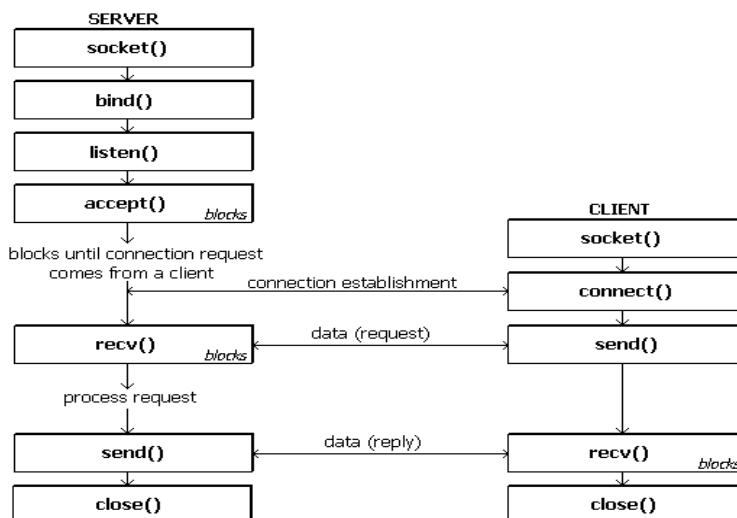 SERVER
socket()
bind()
listen()
accept()
blocks
blocks until connection request
comes from a client
CLIENT
socket()
connection establishment
connect()
recv()
blocks
data (request)
send()
process request
send()
data (reply)
recv()
blocks
close()
close()